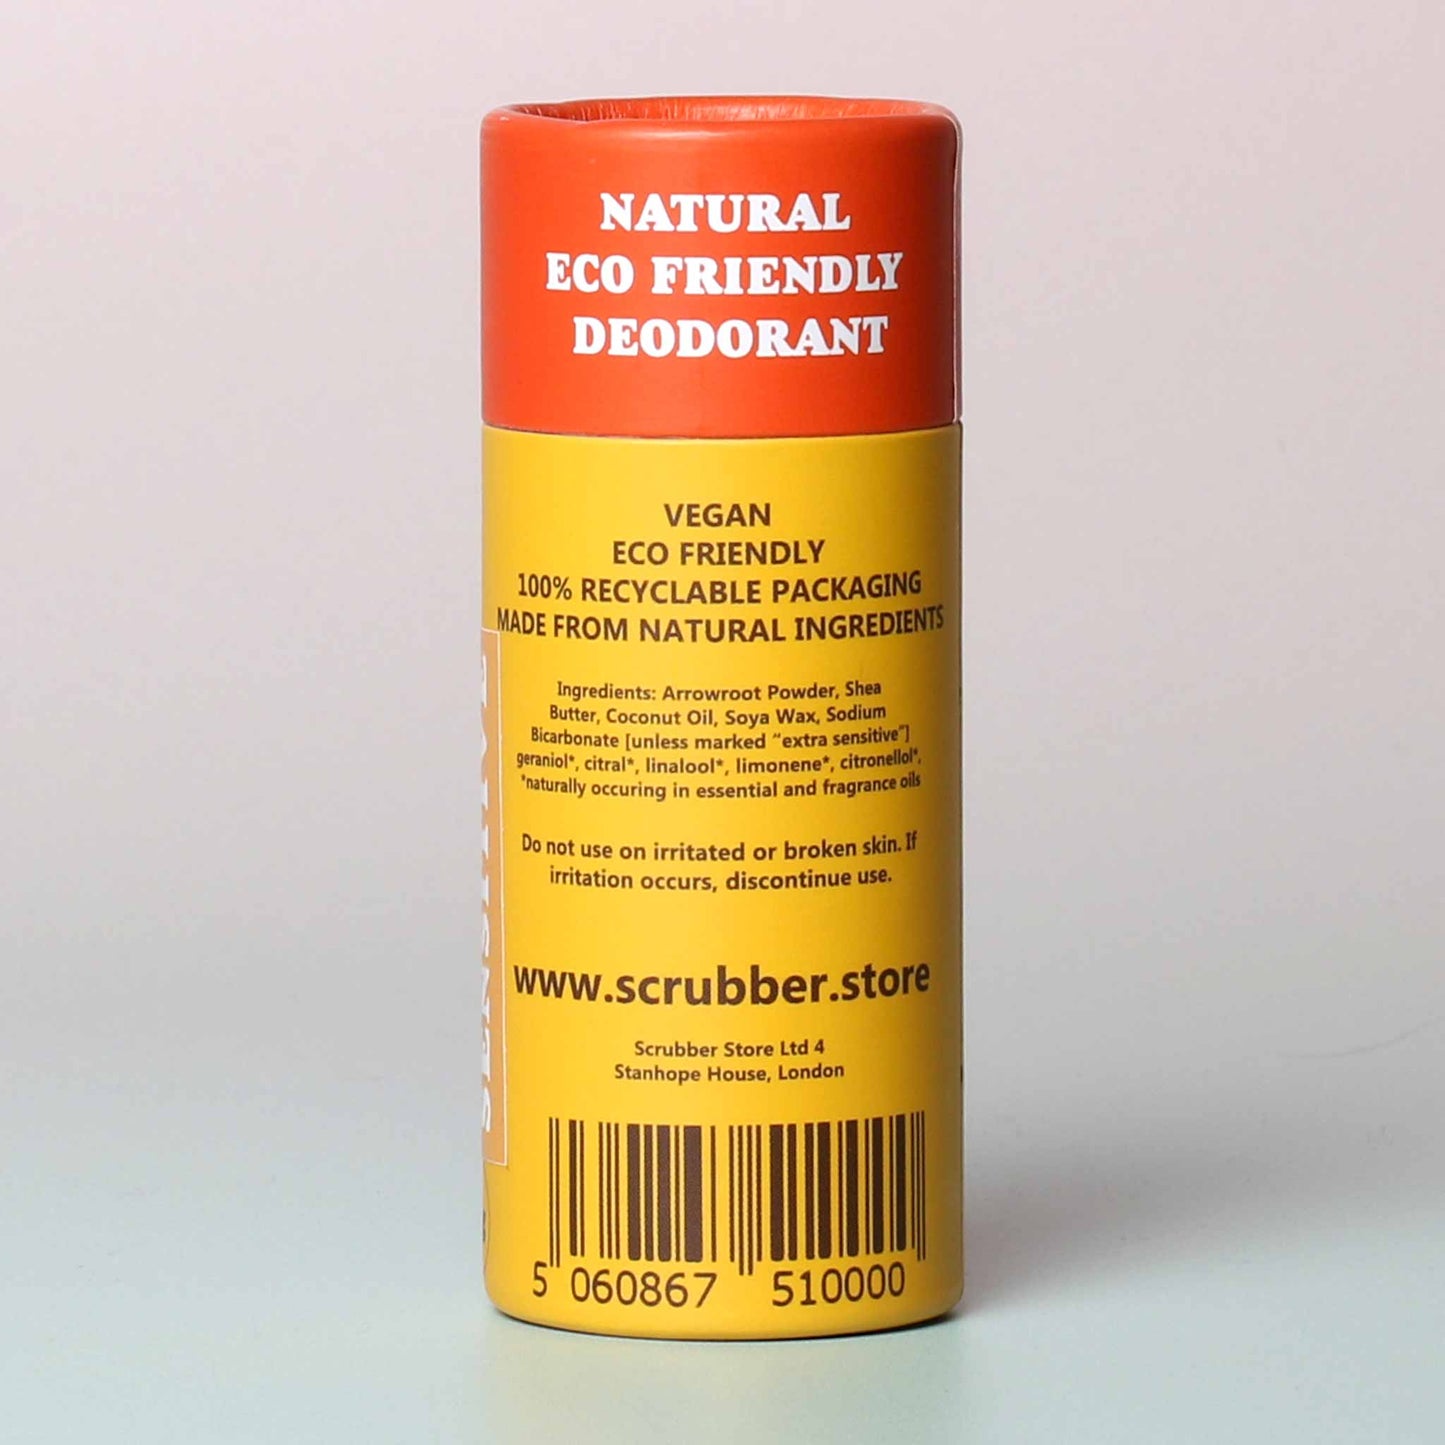 NATURAL
ECO FRIENDLY
DEODORANT
VEGAN
ECO FRIENDLY
100% RECYCLABLE PACKAGING
MADE FROM NATURAL INGREDIENTS
Ingredients: Arrowroot Powder, Shea
Butter, Coconut Oil, Soya Wax, Sodium
Bicarbonate [unless marked “extra sensitive”]
geraniol*, citral*, linalool*, limonene*, citronellol*,
*naturally occuring in essential and fragrance oils
Do not use on irritated or broken skin. If
irritation occurs, discontinue use.
www.scrubber.store
Scrubber Store Ltd 4
Stanhope House, London
5 060867 510000
SENSITIVE